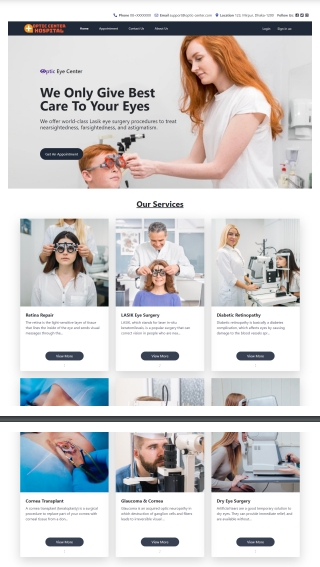 Phone 88-00000000 Email support@optic-center.com Location 122, Mirpur, Dhaka-1200 Follow Us:
OPTIC CENTER
HOSPITAL
Home Appointment Contact Us About Us Login Sign in us
Optic Eye Center
We Only Give Best
Care To Your Eyes
We offer world-class Lasik eye surgery procedures to treat
nearsightedness, farsightedness, and astigmatism.
Get An Appointment
Our Services
Retina Repair
The retina is the light-sensitive layer of tissue
that lines the inside of the eye and sends visual
messages through the...
View More
LASIK Eye Surgery
LASIK, which stands for laser in-situ
keratomileusis, is a popular surgery that can
correct vision in people who are nea...
View More
Diabetic Retinopathy
Diabetic retinopathy is basically a diabetes
complication which affects eyes by causing
damage to the blood vessels spr...
View More
Cornea Transplant
A cornea transplant (keratoplasty) is a surgical
procedure to replace part of your cornea with
corneal tissue from a don...
View More
Glaucoma & Cornea
Glaucoma is an acquired optic neuropathy in
which destruction of ganglion cells and fibers
leads to irreversible visual ...
View More
Dry Eye Surgery
Artificial tears are a good temporary solution to
dry eyes. They can provide immediate relief, and
are available without...
View More